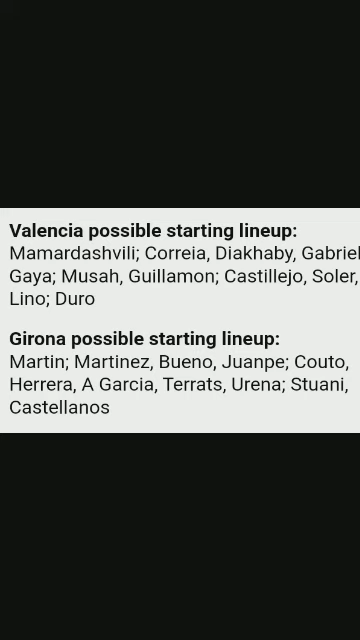 Valencia possible starting lineup:
Mamardashvili; Correia, Diakhaby, Gabriel
Gaya; Musah, Guillamon; Castillejo, Soler,
Lino; Duro
Girona possible starting lineup:
Martin; Martinez, Bueno, Juanpe; Couto,
Herrera, A Garcia, Terrats, Urena; Stuani,
Castellanos